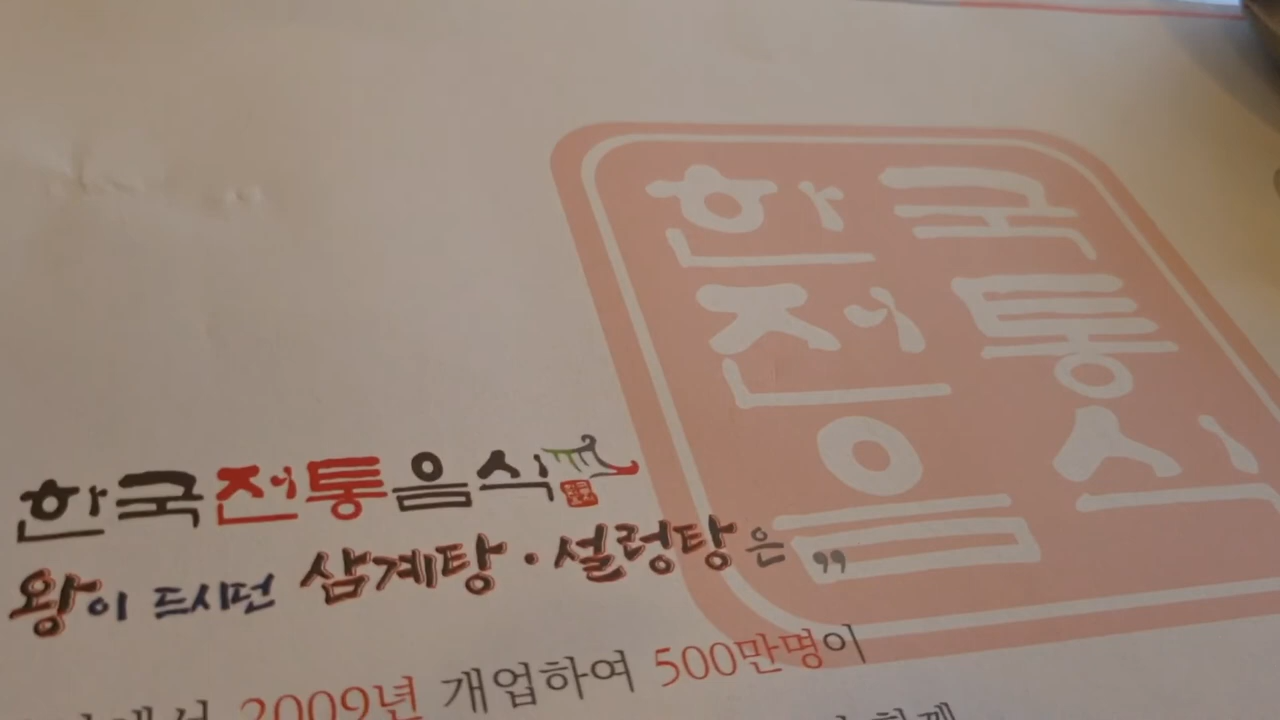 한국
전통
음식
한국전통음식
왕이 드시던 삼계탕·설렁탕은 ,,
2009년 개업하여 500만명이
함께